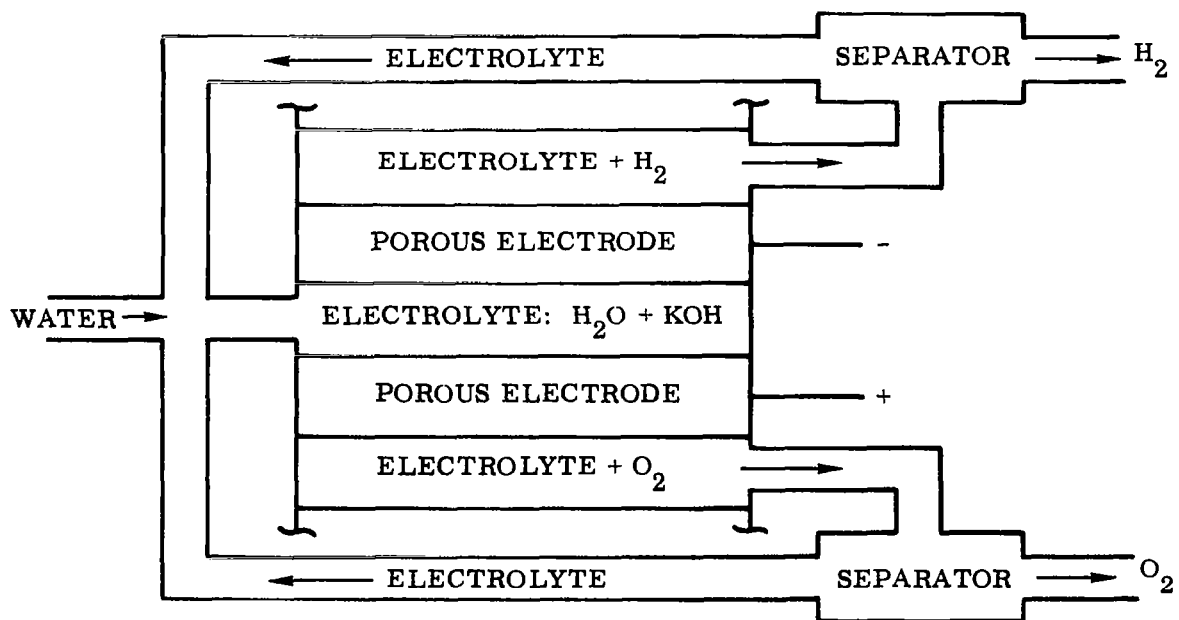 ELECTROLYTE
SEPARATOR
H₂
ELECTROLYTE + H₂
POROUS ELECTRODE
-
WATER
ELECTROLYTE: H₂O + KOH
POROUS ELECTRODE
+
ELECTROLYTE + O₂
ELECTROLYTE
SEPARATOR
O₂